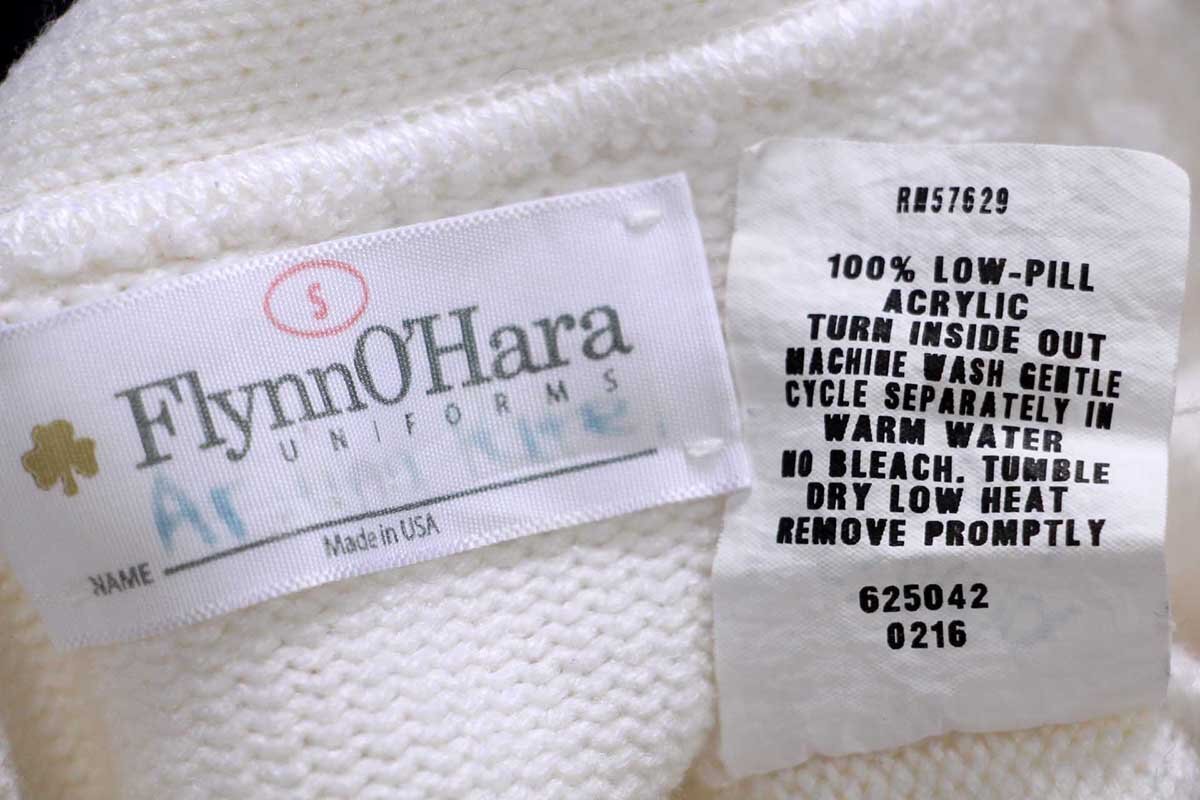 S
FlynnO'Hara
UNIFORMS
NAME
Made in USA
RN57629
100% LOW-PILL
ACRYLIC
TURN INSIDE OUT
MACHINE WASH GENTLE
CYCLE SEPARATELY IN
WARM WATER
NO BLEACH. TUMBLE
DRY LOW HEAT
REMOVE PROMPTLY
625042
0216